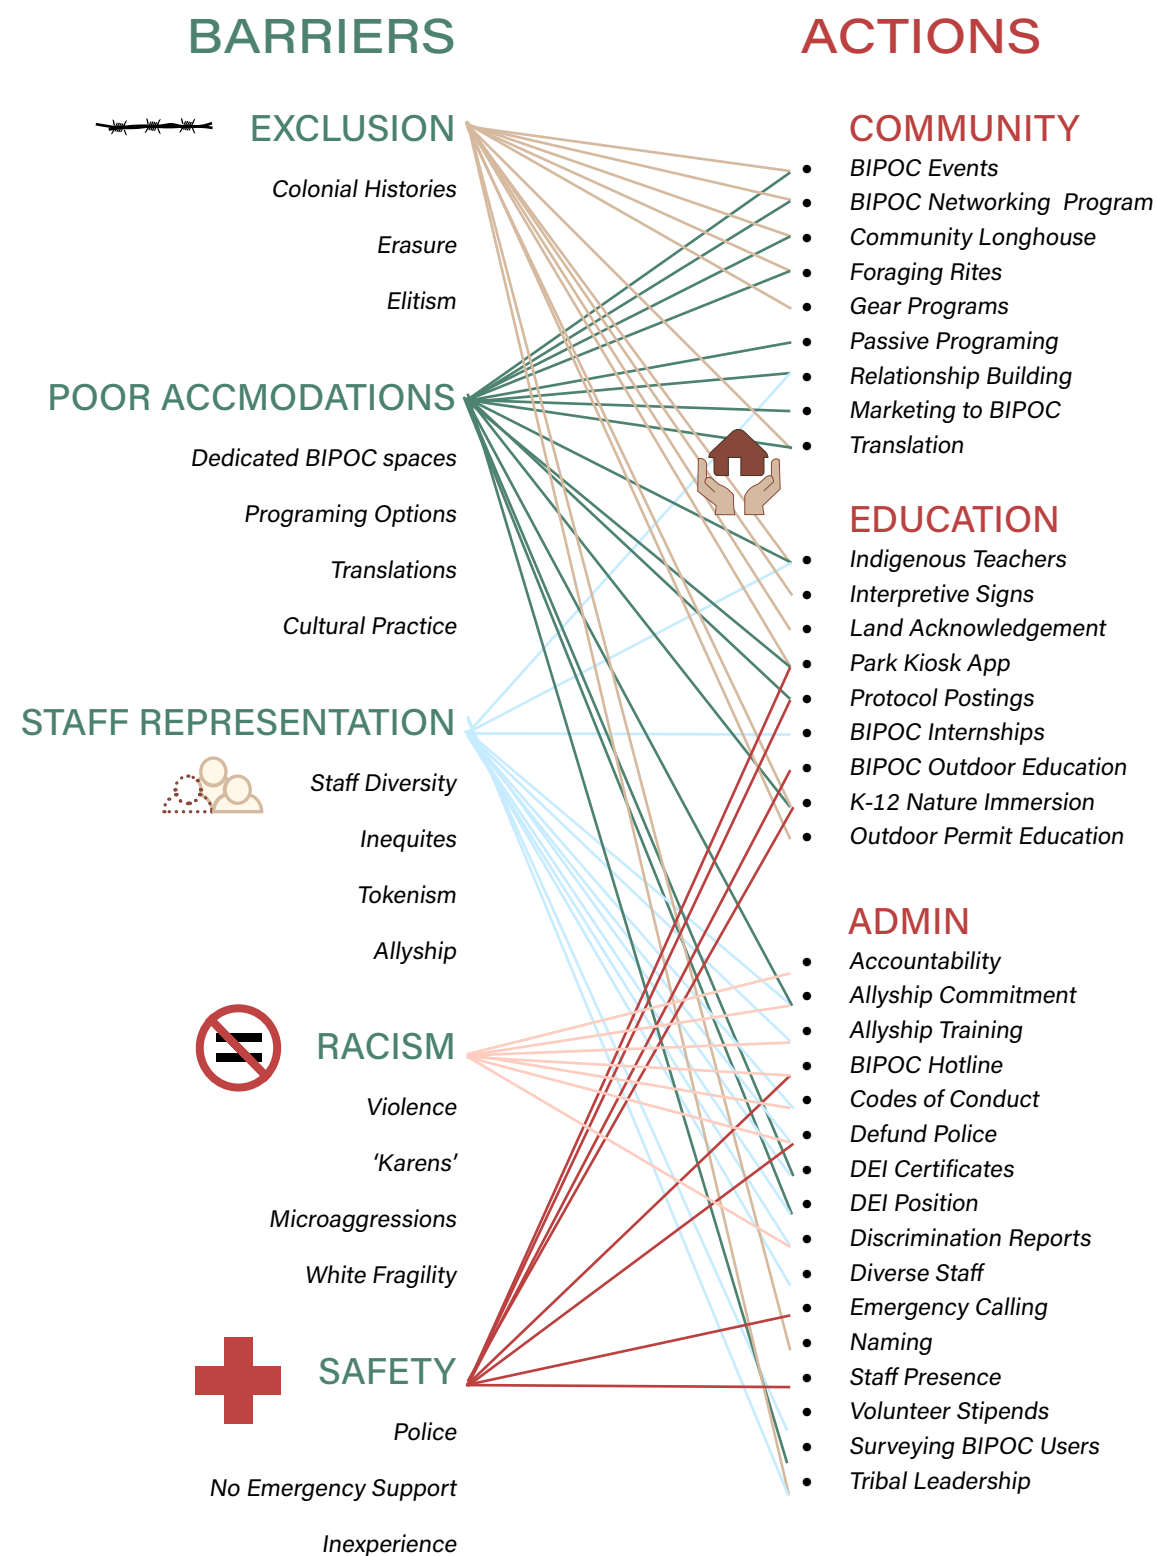 BARRIERS
EXCLUSION
Colonial Histories
Erasure
Elitism
POOR ACCMODATIONS
Dedicated BIPOC spaces
Programing Options
Translations
Cultural Practice
STAFF REPRESENTATION
Staff Diversity
Inequites
Tokenism
Allyship
RACISM
Violence
‘Karens’
Microaggressions
White Fragility
SAFETY
Police
No Emergency Support
Inexperience
ACTIONS
COMMUNITY
• BIPOC Events
• BIPOC Networking  Program
• Community Longhouse
• Foraging Rites
• Gear Programs
• Passive Programing
• Relationship Building
• Marketing to BIPOC
• Translation
EDUCATION
• Indigenous Teachers
• Interpretive Signs
• Land Acknowledgement
• Park Kiosk App
• Protocol Postings
• BIPOC Internships
• BIPOC Outdoor Education
• K-12 Nature Immersion
• Outdoor Permit Education
ADMIN
• Accountability
• Allyship Commitment
• Allyship Training
• BIPOC Hotline
• Codes of Conduct
• Defund Police
• DEI Certificates
• DEI Position
• Discrimination Reports
• Diverse Staff
• Emergency Calling
• Naming
• Staff Presence
• Volunteer Stipends
• Surveying BIPOC Users
• Tribal Leadership